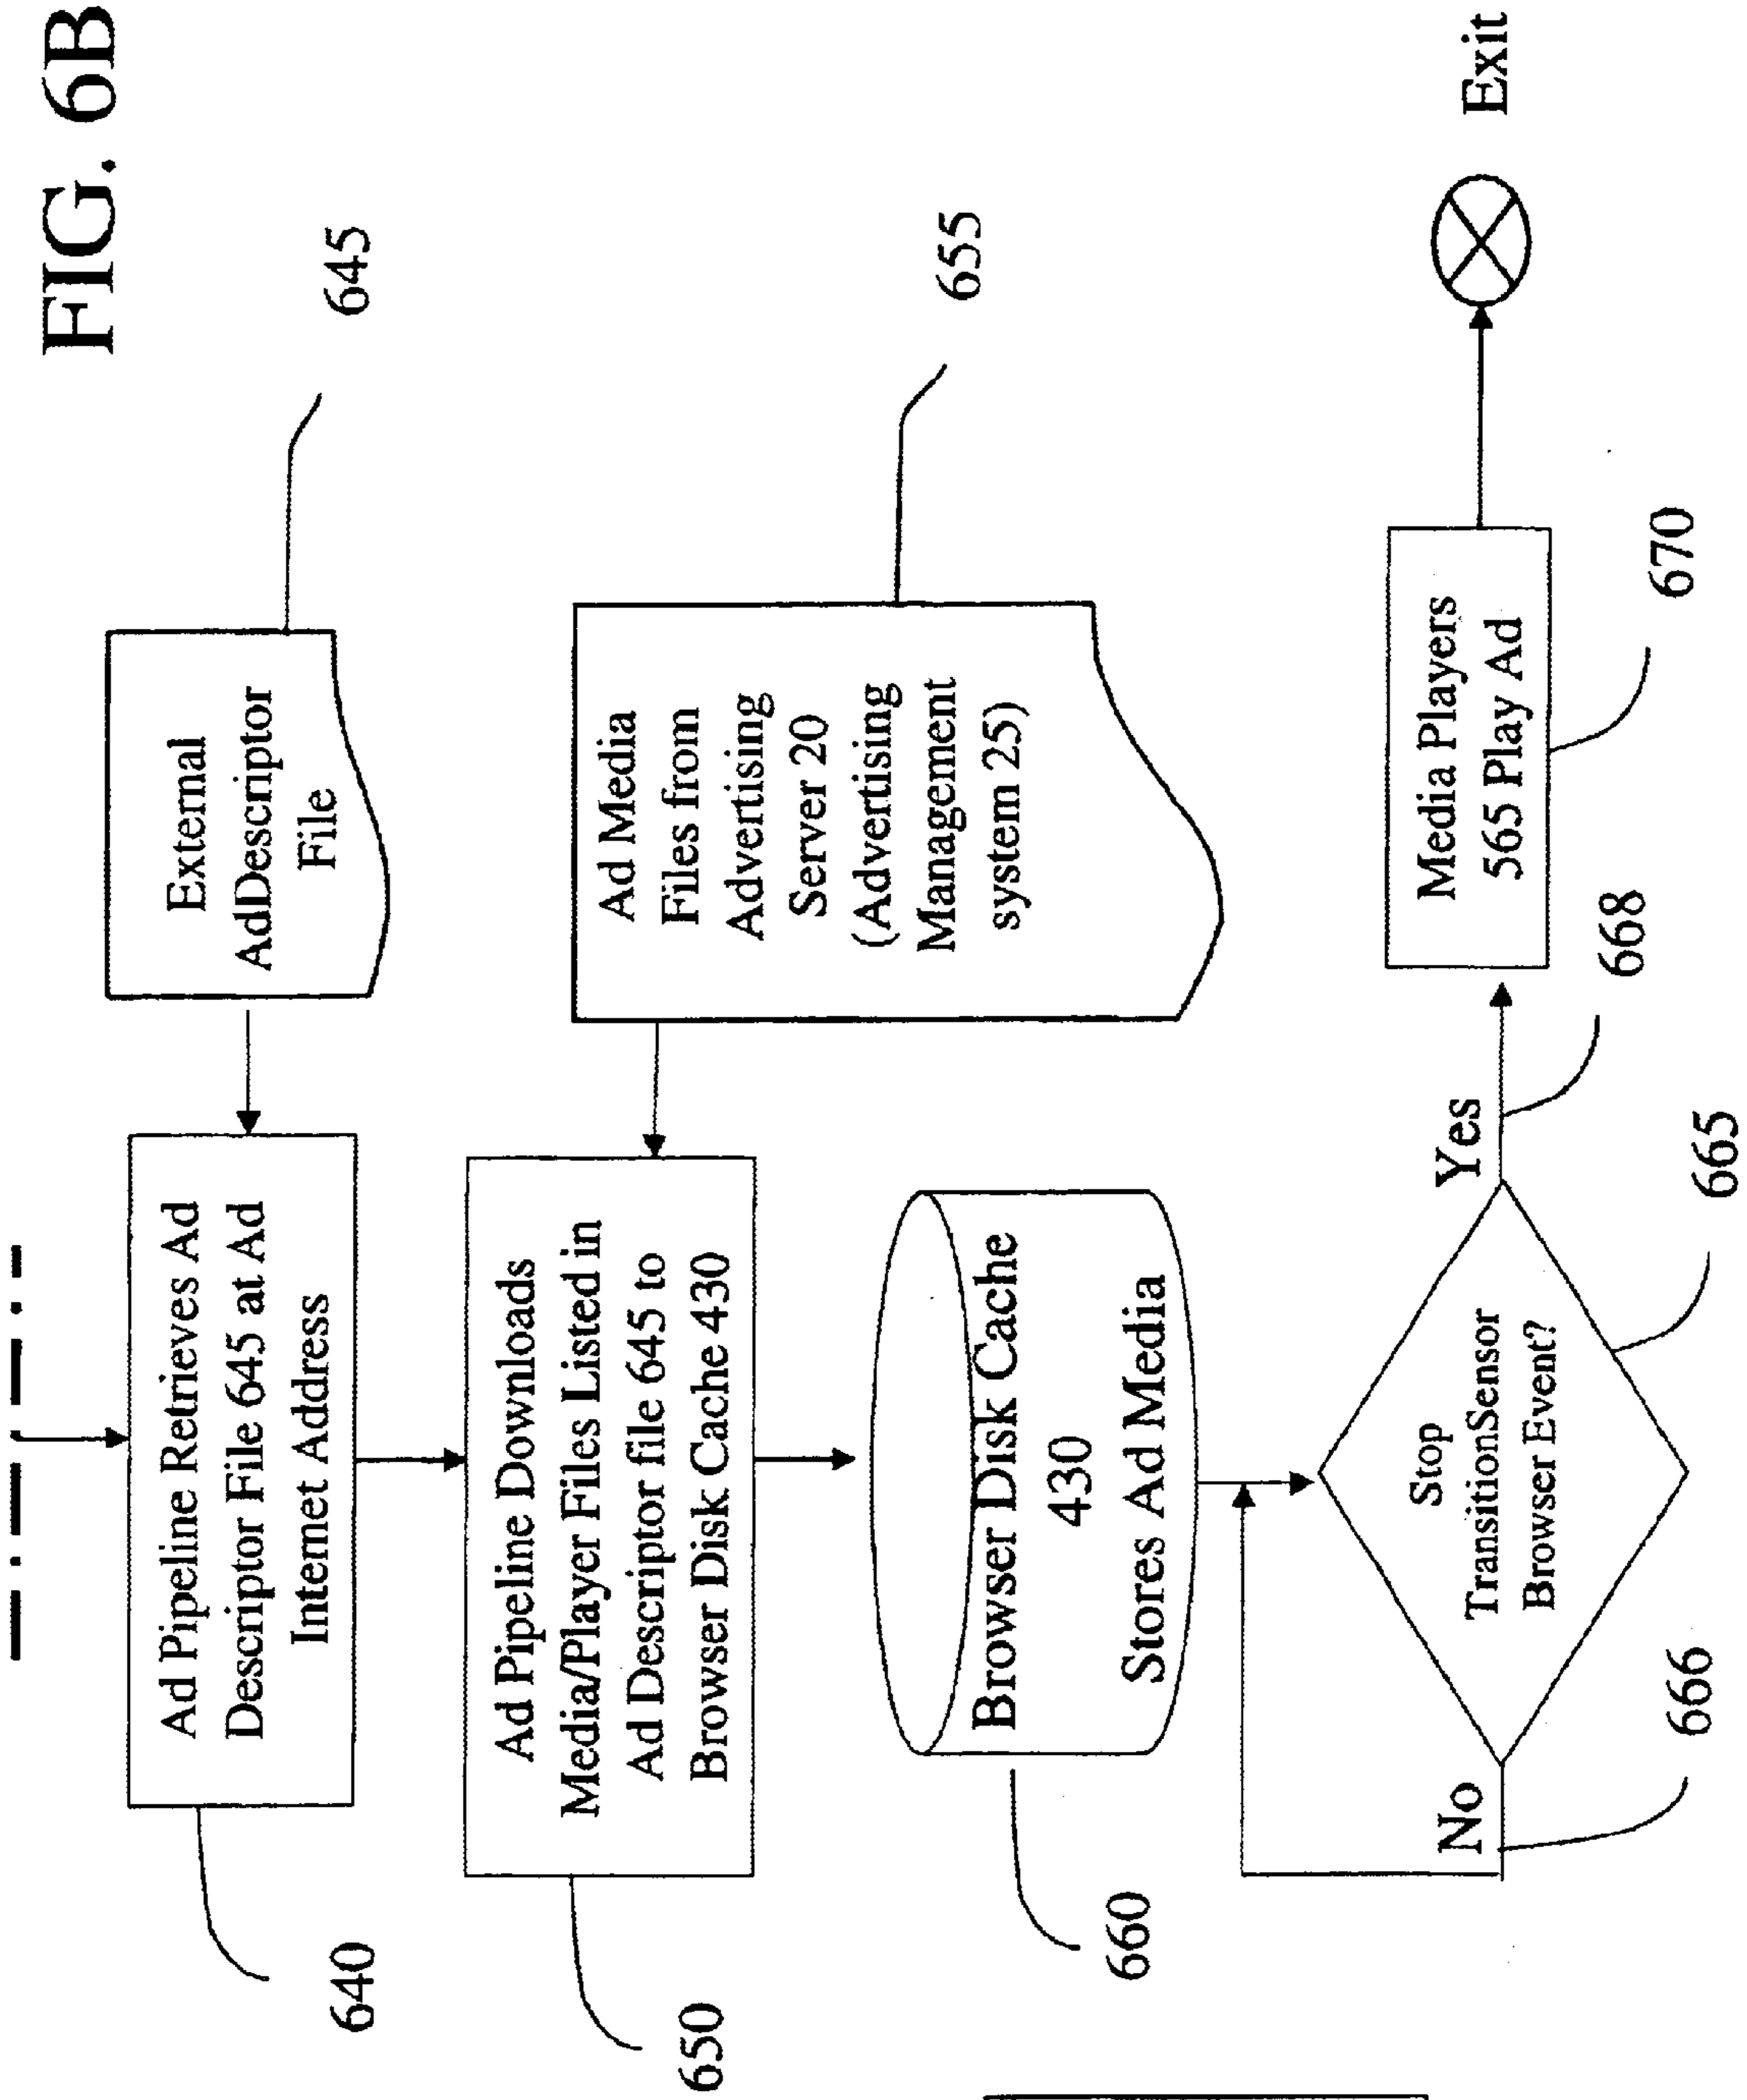 FIG. 6B
Ad Pipeline Retrieves Ad
Descriptor File 645 at Ad
Internet Address
640
External
AdDescriptor
File
645
Ad Pipeline Downloads
Media/Player Files Listed in
Ad Descriptor file 645 to
Browser Disk Cache 430
650
Ad Media
Files from
Advertising
Server 20
(Advertising
Management
system 25)
655
Browser Disk Cache
430
Stores Ad Media
660
Stop
TransitionSensor
Browser Event?
665
No
666
Yes
668
Media Players
565 Play Ad
670
Exit